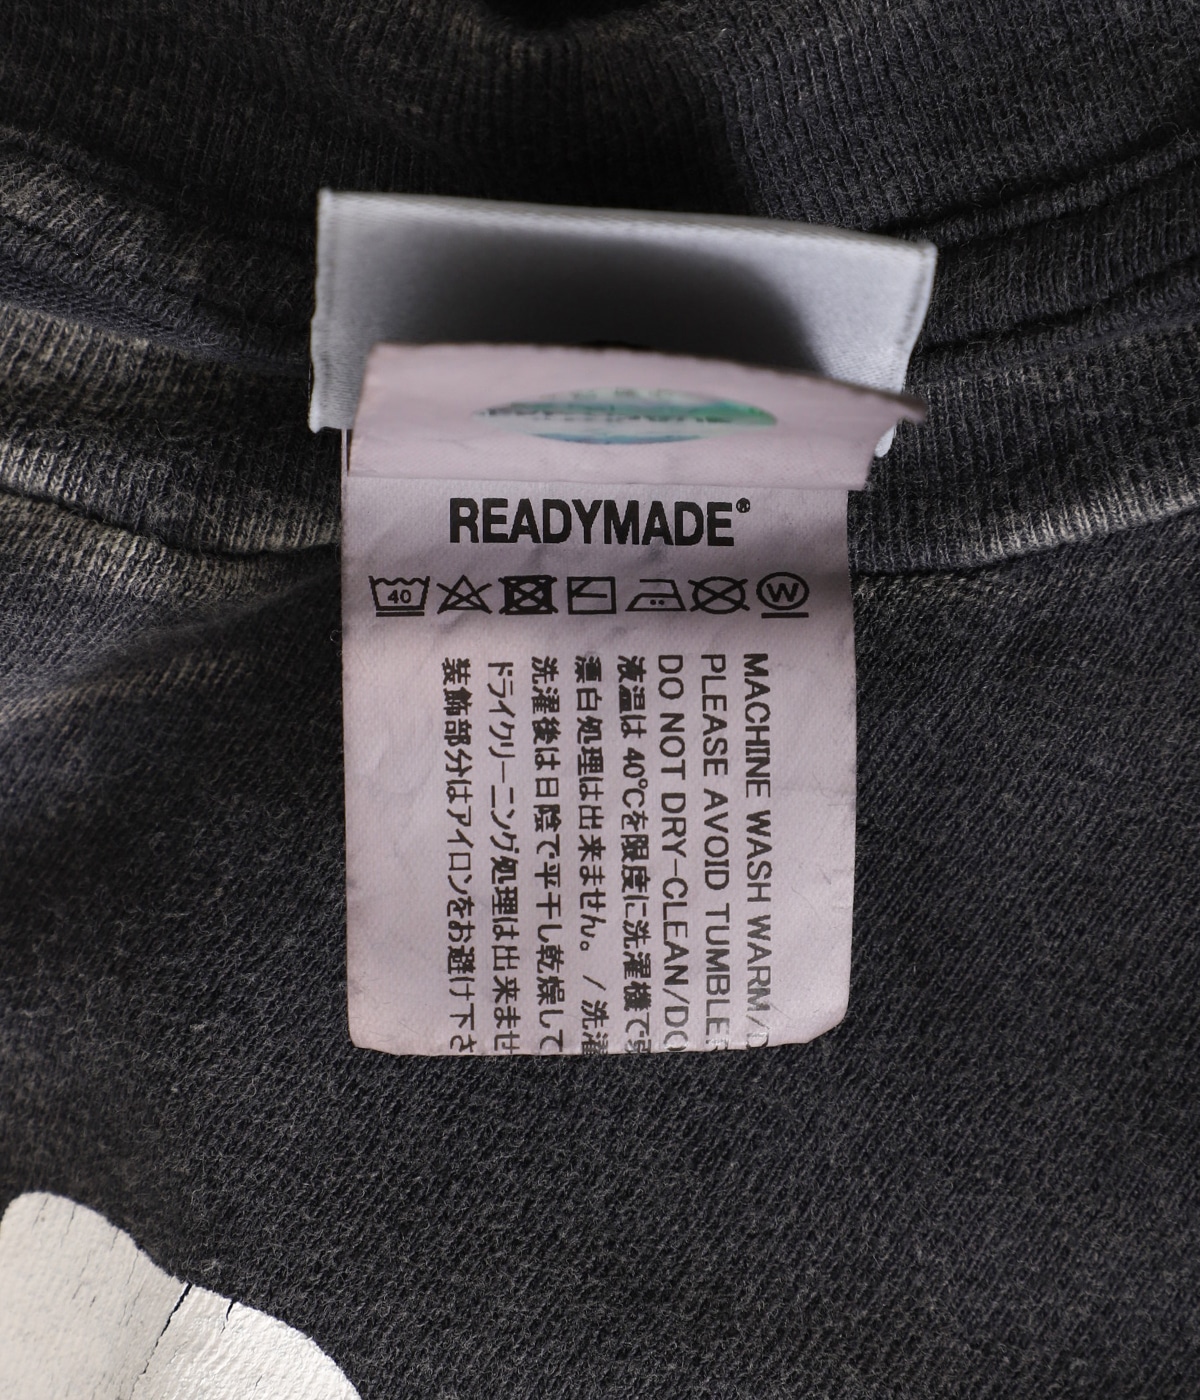 READYMADE®
40
W
MACHINE WASH WARM/
PLEASE AVOID TUMBLE
DO NOT DRY-CLEAN/DO
液温は 40℃を限度に洗濯機で
漂白処理は出来ません。 / 洗濯
洗濯後は日陰で平干し乾燥して
ドライクリーニング処理は出来ませ
装飾部分はアイロンをお避け下さ